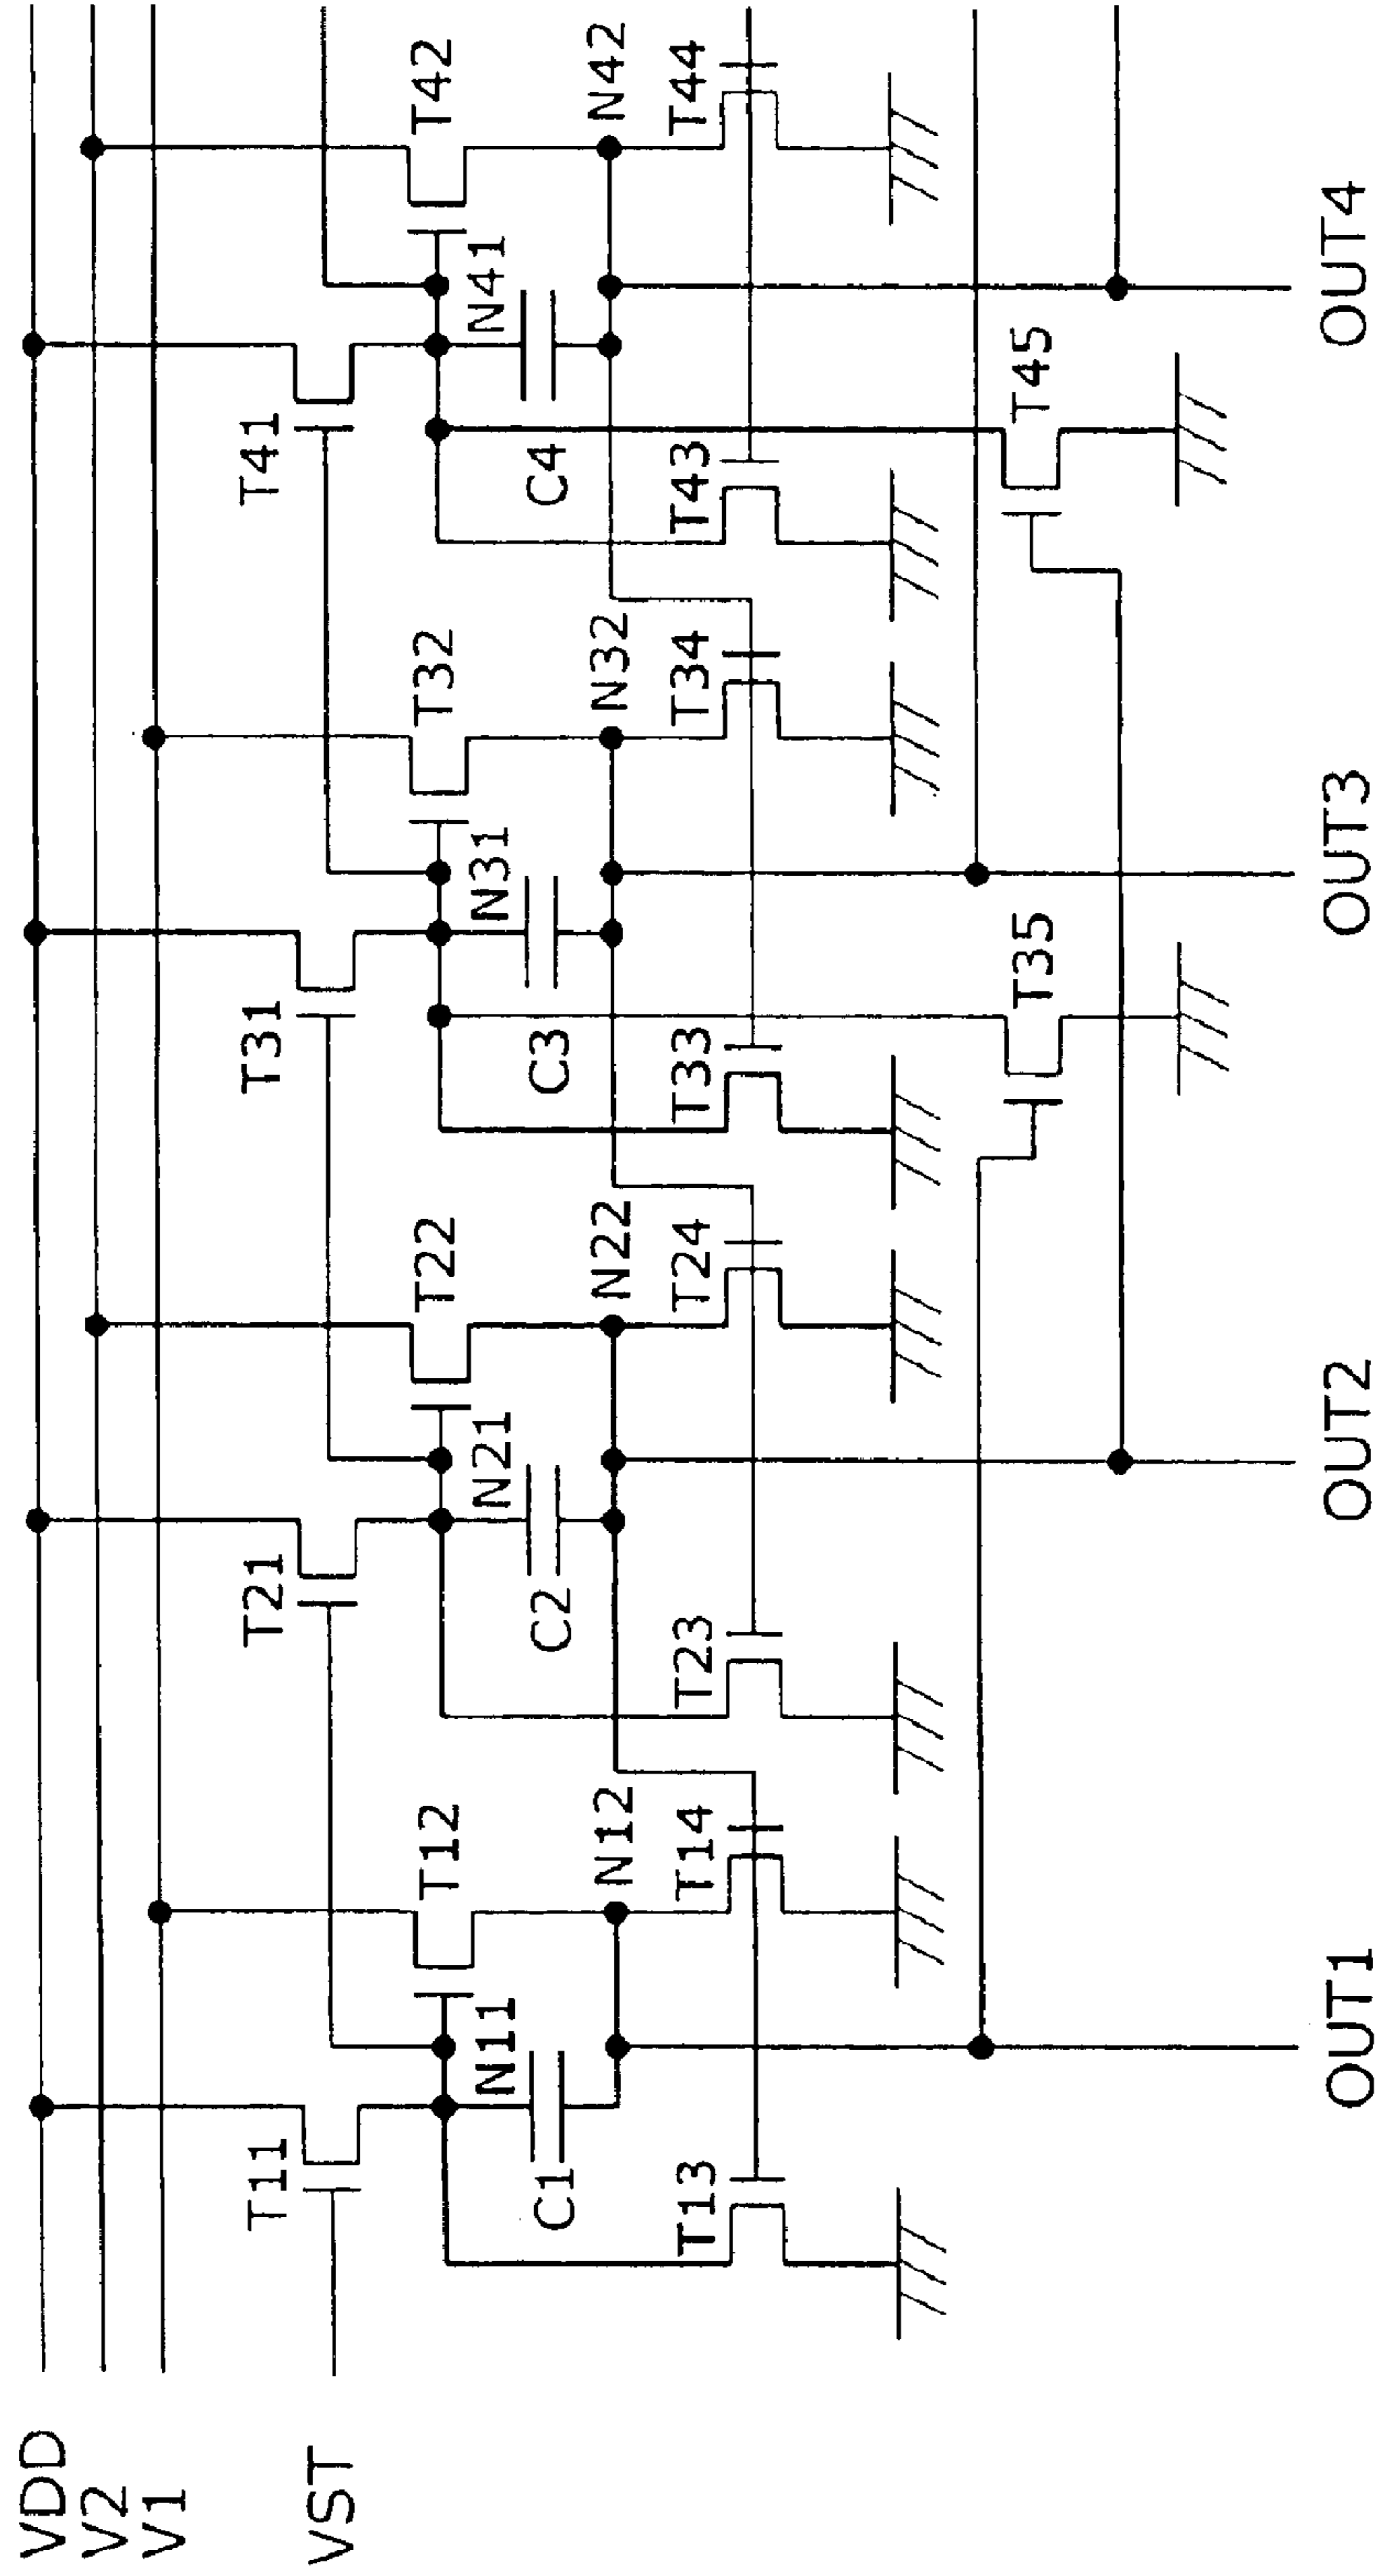 VDD
V2
V1
VST
T11
T21
T31
T41
T12
T22
T32
T42
N11
N21
N31
N41
C1
C2
C3
C4
N12
N22
N32
N42
T13
T14
T23
T24
T33
T34
T43
T44
T35
T45
OUT1
OUT2
OUT3
OUT4